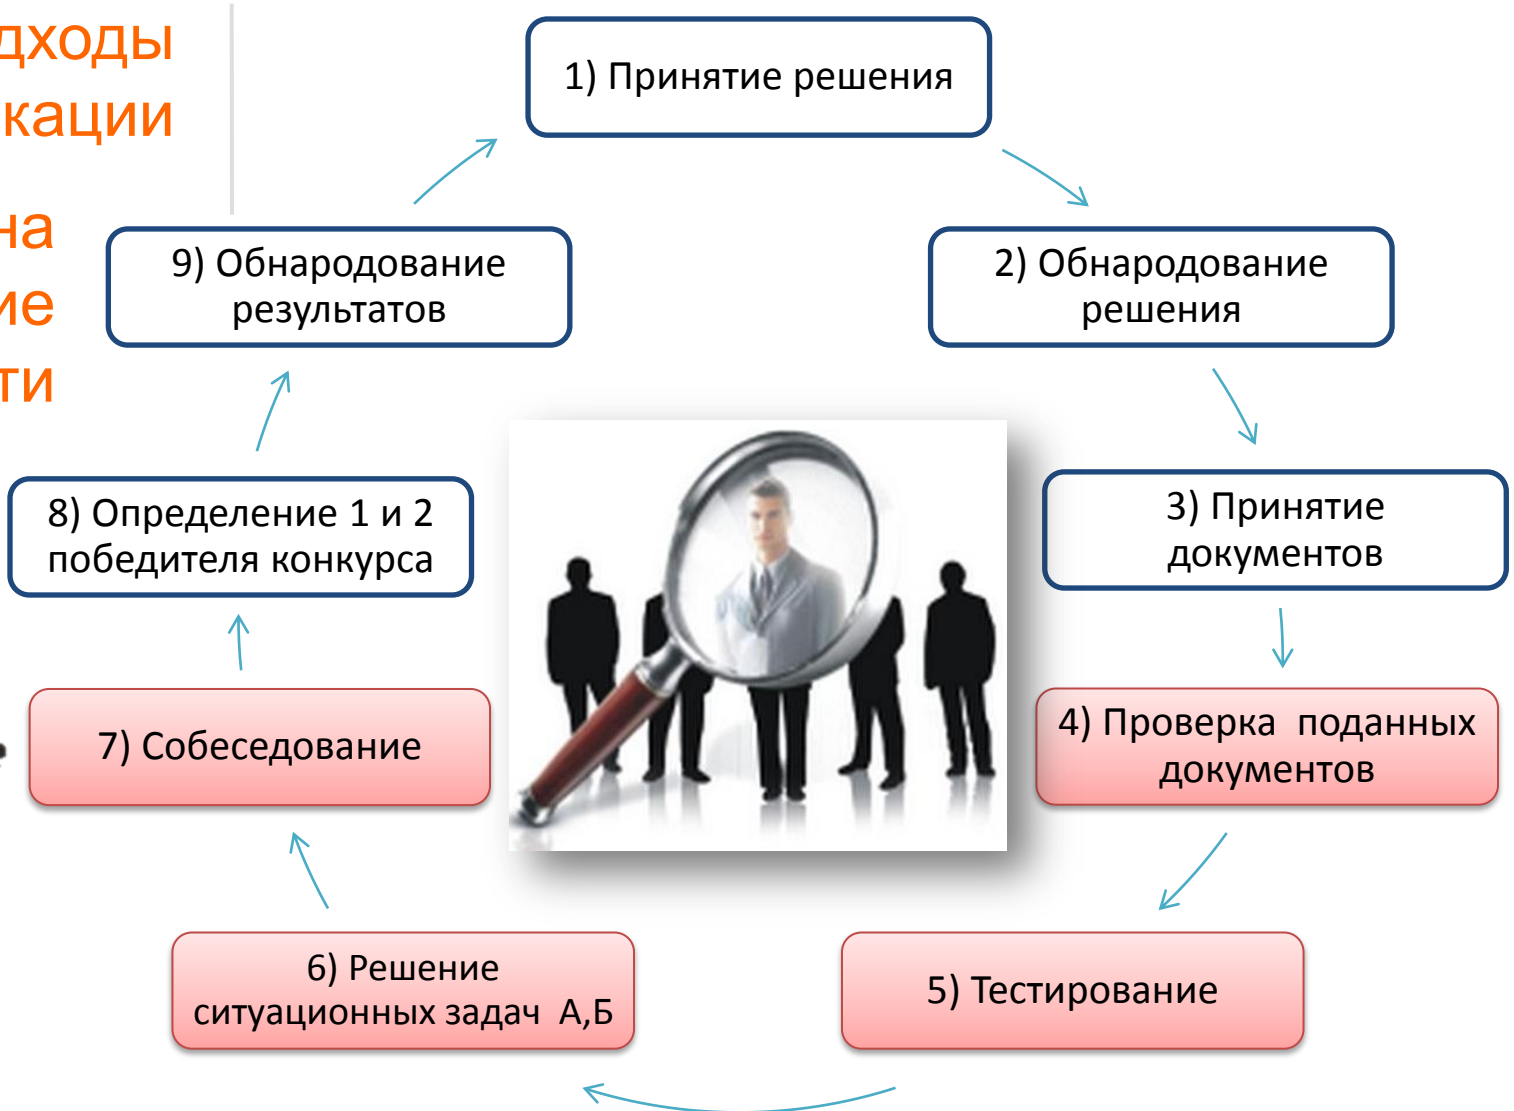 дходы
кации
на
ие
ти
1) Принятие решения
2) Обнародование
решения
3) Принятие
документов
4) Проверка  поданных
документов
5) Тестирование
6) Решение
ситуационных задач  А,Б
7) Собеседование
8) Определение 1 и 2
победителя конкурса
9) Обнародование
результатов